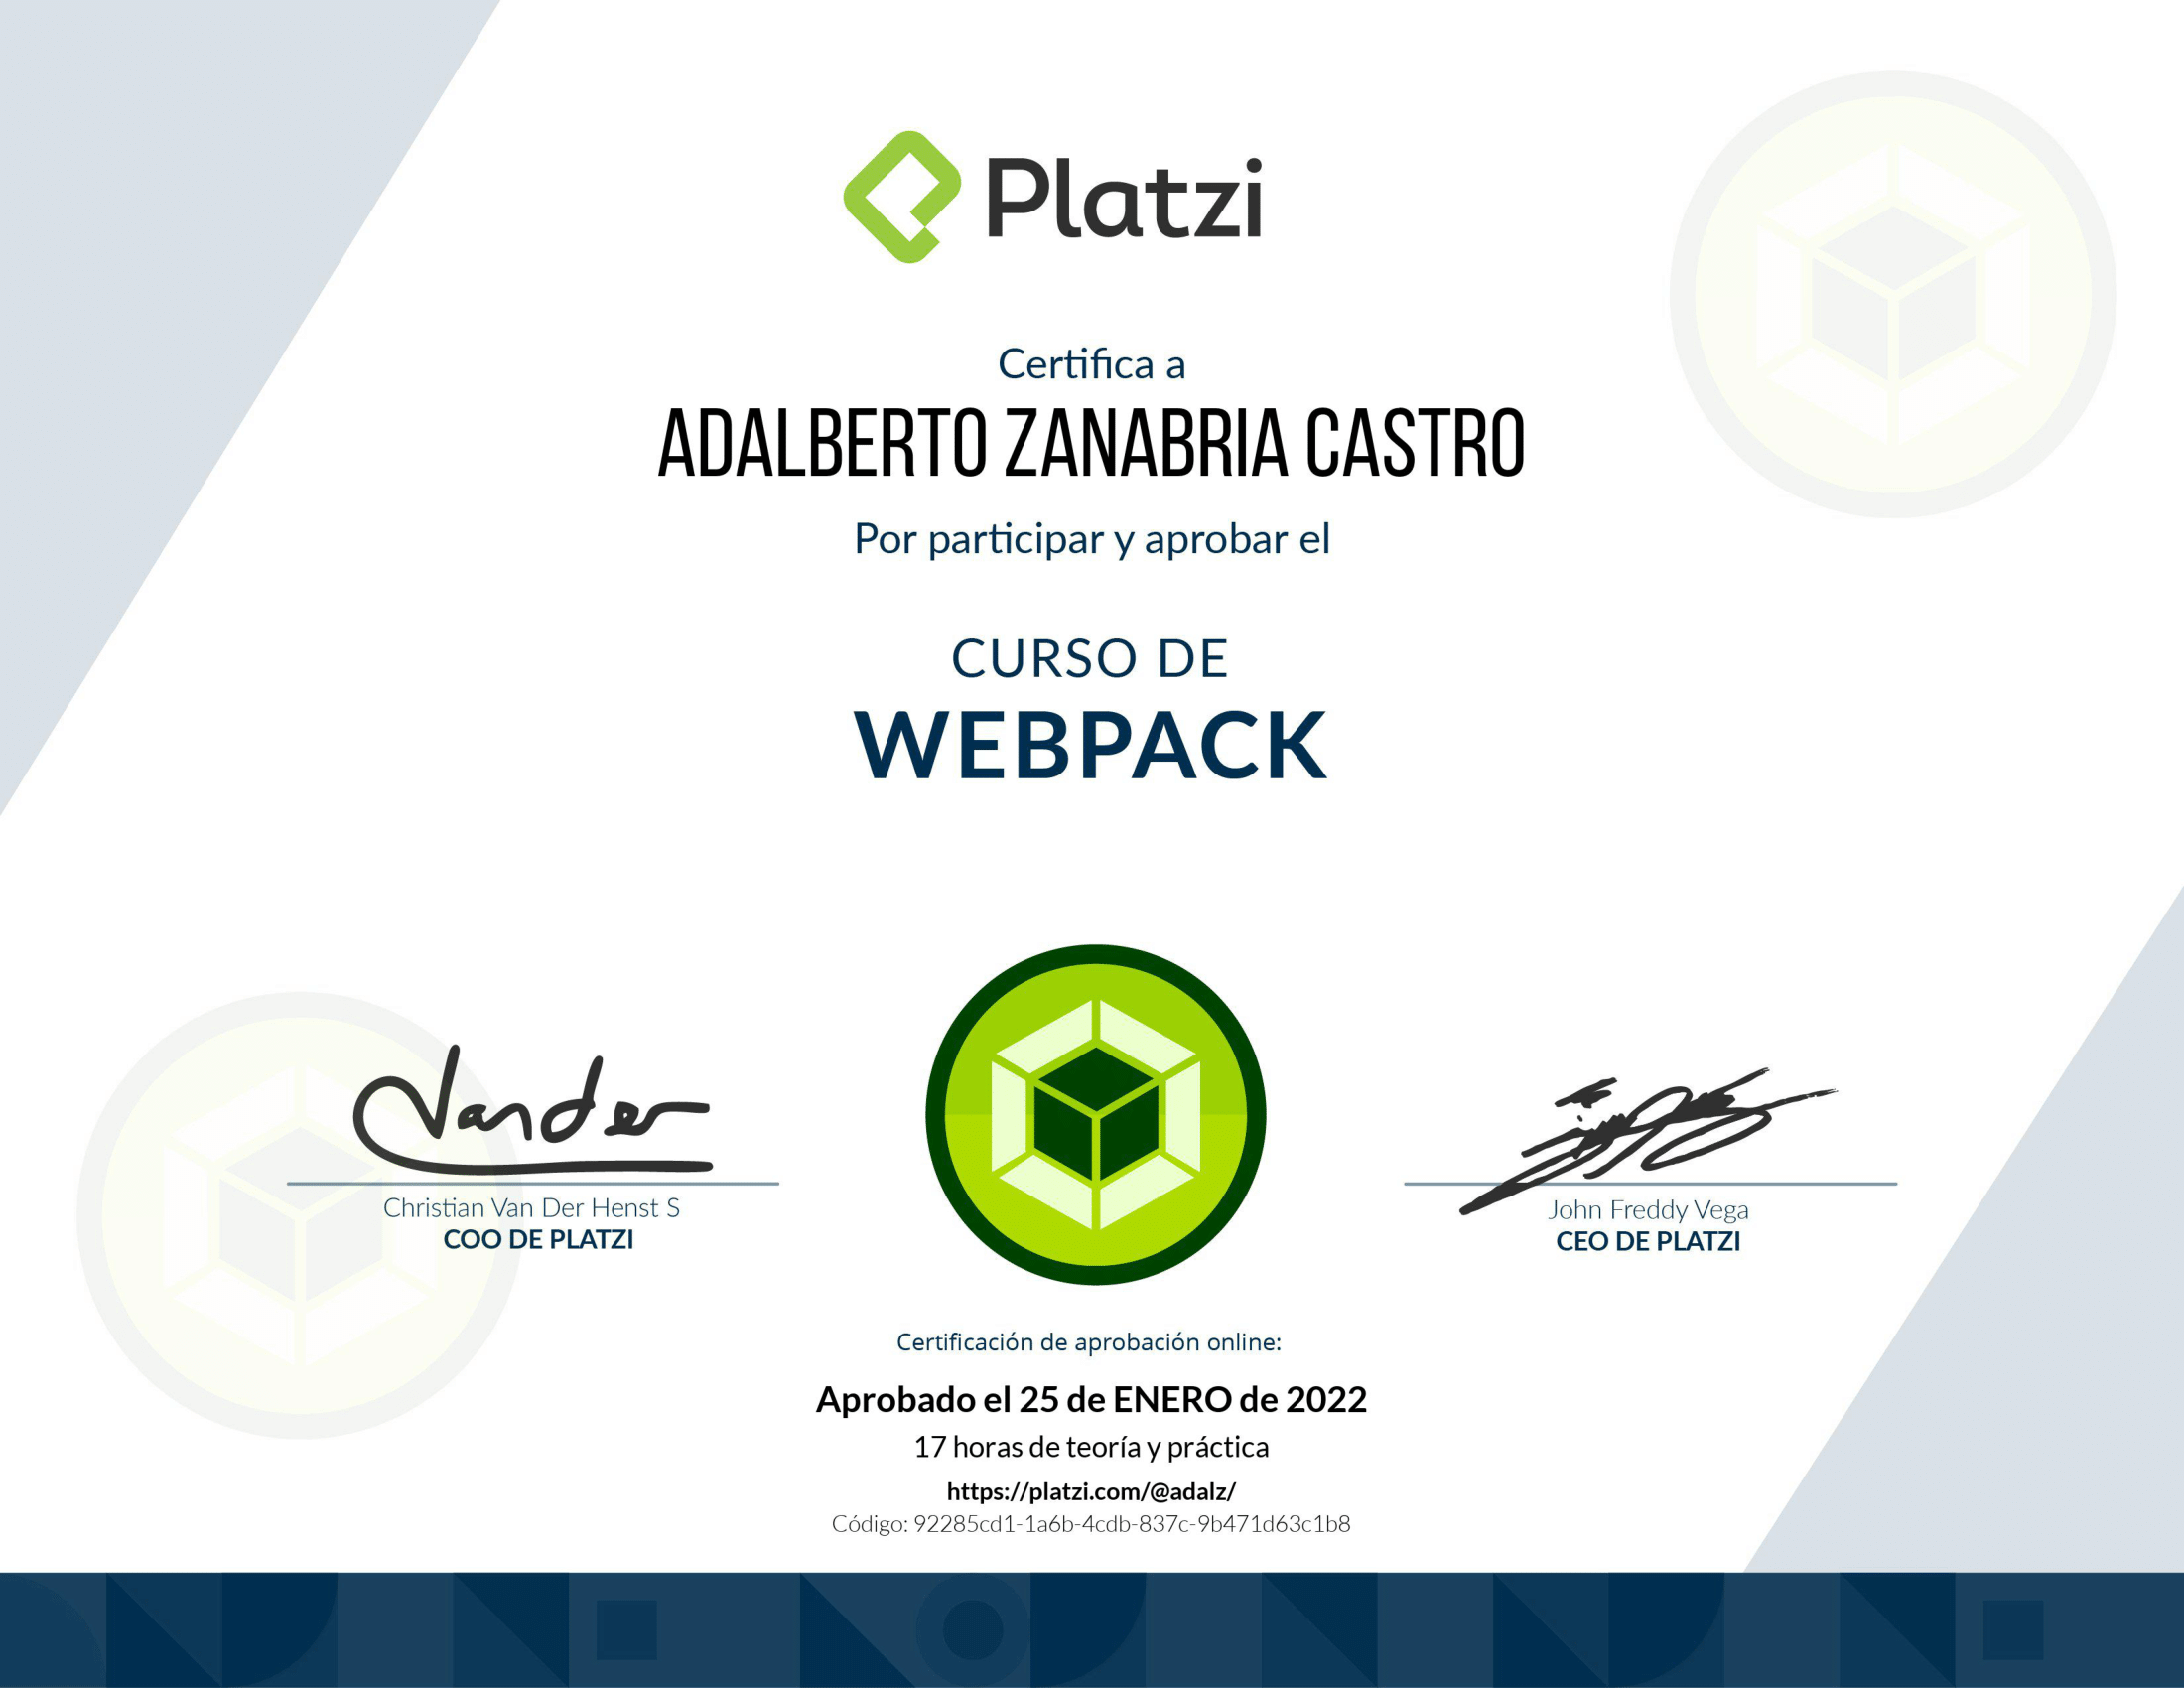 Platzi
Certifica a
ADALBERTO ZANABRIA CASTRO
Por participar y aprobar el
CURSO DE
WEBPACK
Vander
Christian Van Der Henst S
COO DE PLATZI
John Freddy Vega
CEO DE PLATZI
Certificación de aprobación online:
Aprobado el 25 de ENERO de 2022
17 horas de teoría y práctica
https://platzi.com/@adalz/
Código: 92285cd1-1a6b-4cdb-837c-9b471d63c1b8